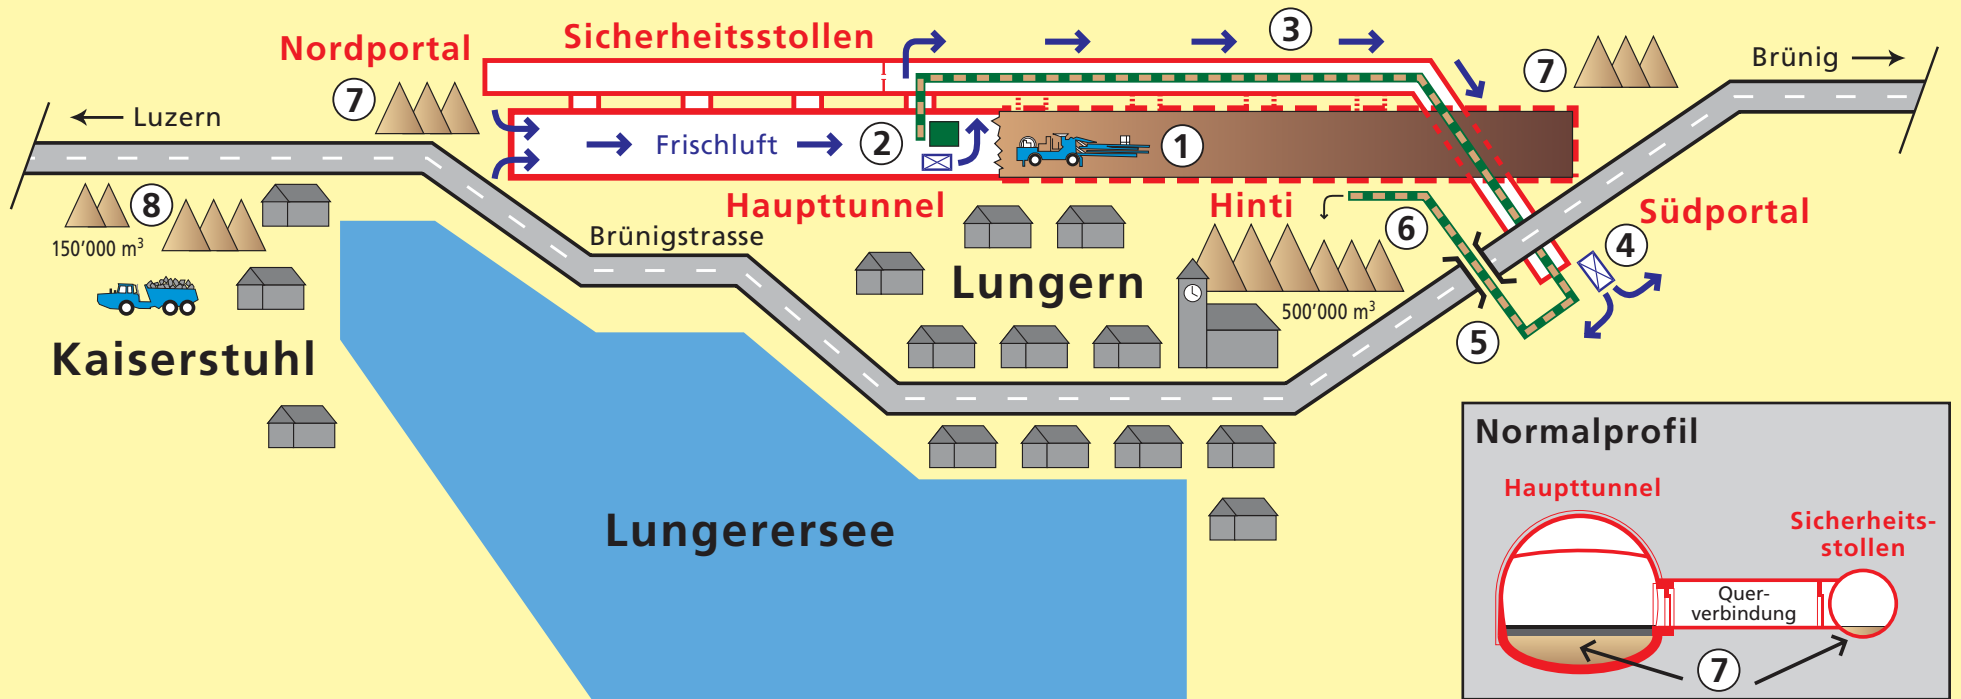 Nordportal
Sicherheitsstollen
3
7
7
Brünig
Luzern
Frischluft
2
1
8
150'000 m³
Haupttunnel
Hinti
6
Südportal
4
Brünigstrasse
Lungern
500'000 m³
5
Kaiserstuhl
Lungerersee
Normalprofil
Haupttunnel
Sicherheits-
stollen
Quer-
verbindung
7